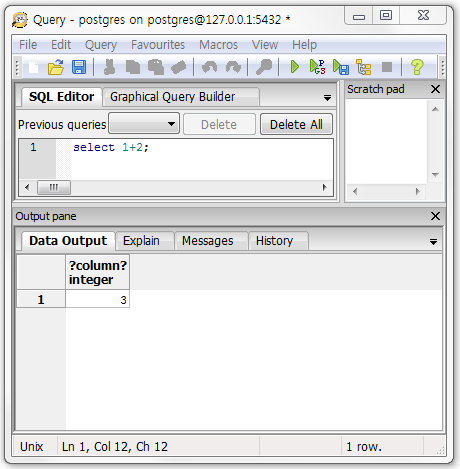 Query - postgres on postgres@127.0.0.1:5432 *
File Edit Query Favourites Macros View Help
SQL Editor Graphical Query Builder
Scratch pad
Previous queries Delete Delete All
1 select 1+2;
Output pane
Data Output Explain Messages History
?column?
integer
1 3
Unix Ln 1, Col 12, Ch 12 1 row.